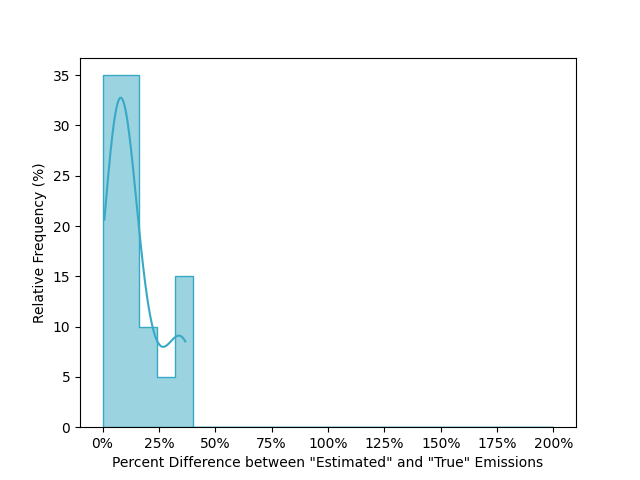 35
30
25
20
15
10
5
0
Relative Frequency (%)
0% 25% 50% 75% 100% 125% 150% 175% 200%
Percent Difference between "Estimated" and "True" Emissions